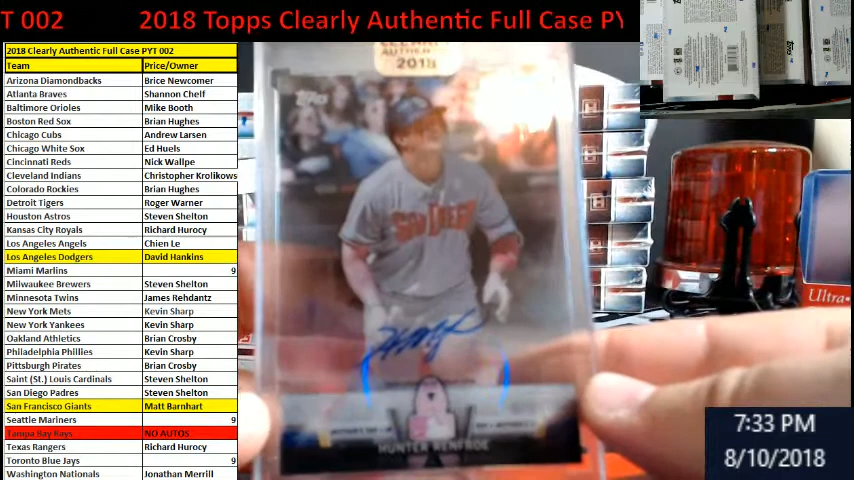 T 002 2018 Topps Clearly Authentic Full Case PY
2018 Clearly Authentic Full Case PYT 002
Team Price/Owner
Arizona Diamondbacks Brice Newcomer
Atlanta Braves Shannon Chelf
Baltimore Orioles Mike Booth
Boston Red Sox Brian Hughes
Chicago Cubs Andrew Larsen
Chicago White Sox Ed Huels
Cincinnati Reds Nick Wallpe
Cleveland Indians Christopher Krolikows
Colorado Rockies Brian Hughes
Detroit Tigers Roger Warner
Houston Astros Steven Shelton
Kansas City Royals Richard Hurocy
Los Angeles Angels Chien Le
Los Angeles Dodgers David Hankins
Miami Marlins 9
Milwaukee Brewers Steven Shelton
Minnesota Twins James Rehdantz
New York Mets Kevin Sharp
New York Yankees Kevin Sharp
Oakland Athletics Brian Crosby
Philadelphia Phillies Kevin Sharp
Pittsburgh Pirates Brian Crosby
Saint (St.) Louis Cardinals Steven Shelton
San Diego Padres Steven Shelton
San Francisco Giants Matt Barnhart
Seattle Mariners 9
Tampa Bay Rays NO AUTOS
Texas Rangers Richard Hurocy
Toronto Blue Jays 9
Washington Nationals Jonathan Merrill
2018
Topps
SAN DIEGO
HUNTER RENFROE
Ultra
7:33 PM
8/10/2018